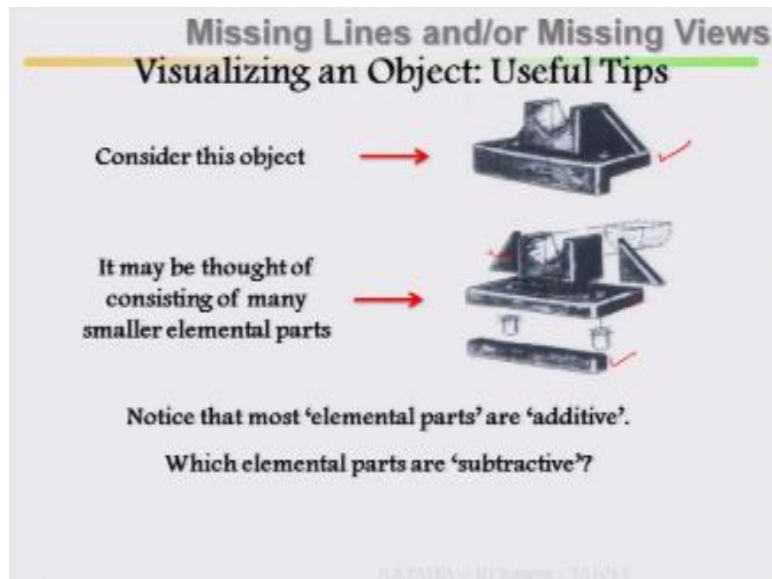 Missing Lines and/or Missing Views
Visualizing an Object: Useful Tips
Consider this object
It may be thought of
consisting of many
smaller elemental parts
Notice that most ‘elemental parts’ are ‘additive’.
Which elemental parts are ‘subtractive’?